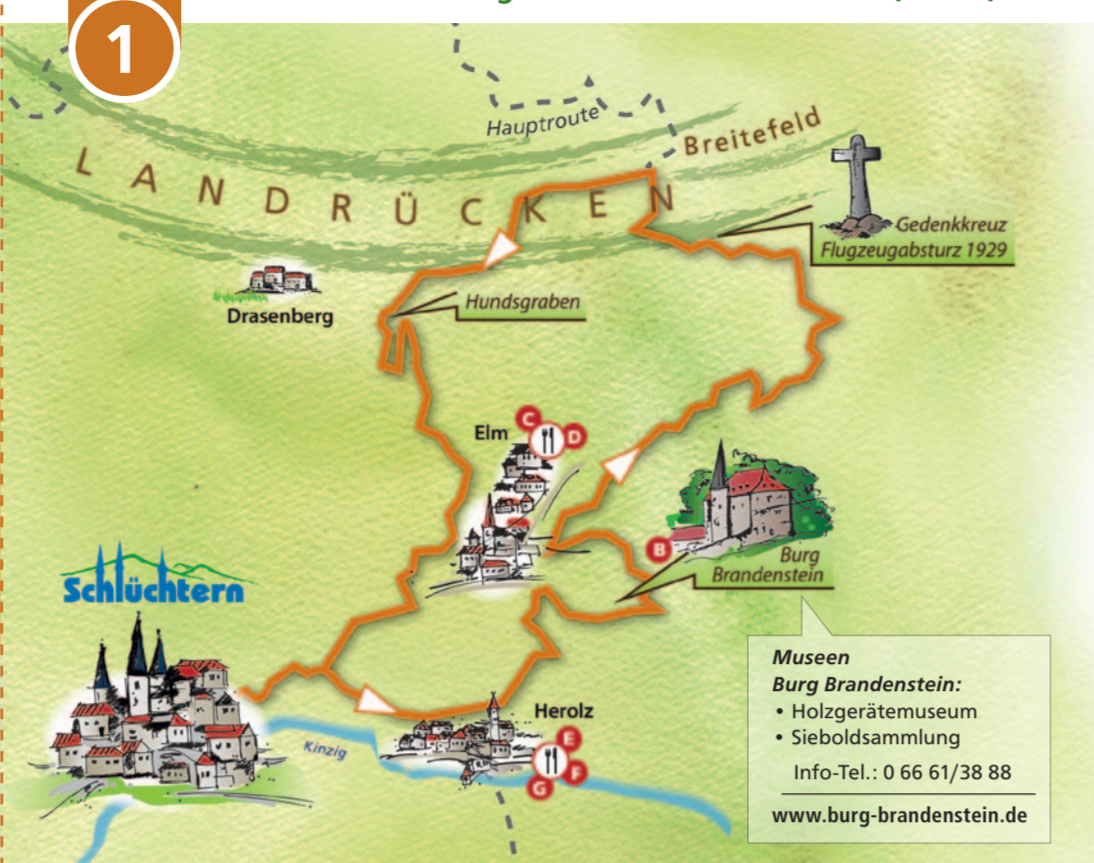 1
Hauptroute
Breitefeld
LANDRÜCKEN
Gedenkkreuz
Flugzeugabsturz 1929
Hundsgraben
Drasenberg
Elm
C
D
B
Burg
Brandenstein
Schlüchtern
Museen
Burg Brandenstein:
• Holzgerätemuseum
• Sieboldsammlung
Info-Tel.: 0 66 61/38 88
www.burg-brandenstein.de
Herolz
Kinzig
E
F
G